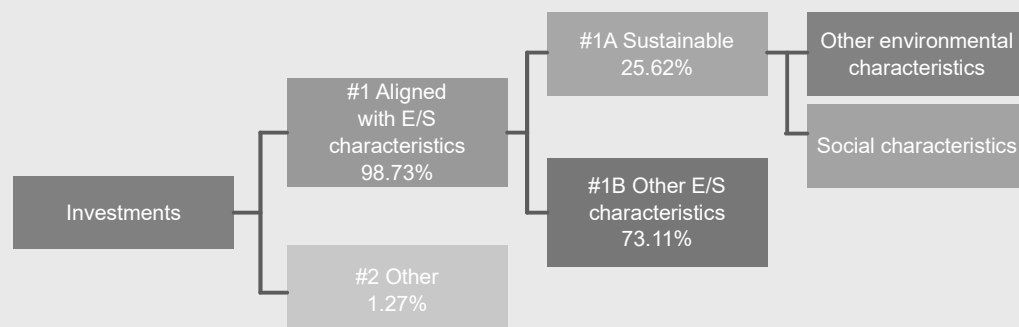 Investments
#1 Aligned
with E/S
characteristics
98.73%
#2 Other
1.27%
#1A Sustainable
25.62%
#1B Other E/S
characteristics
73.11%
Other environmental
characteristics
Social characteristics